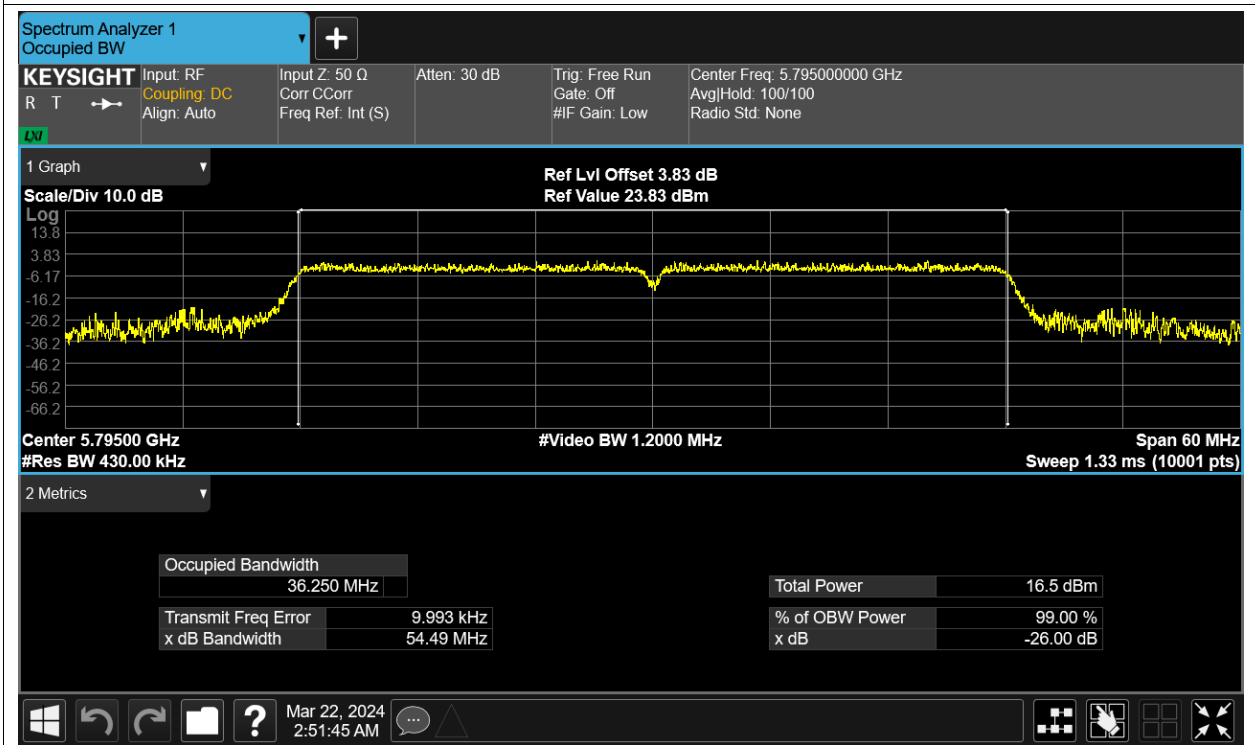 Spectrum Analyzer 1
Occupied BW
KEYSIGHT
R T
LXI
Input: RF
Coupling: DC
Align: Auto
Input Z: 50 Ω
Corr CCorr
Freq Ref: Int (S)
Atten: 30 dB
Trig: Free Run
Gate: Off
#IF Gain: Low
Center Freq: 5.795000000 GHz
Avg|Hold: 100/100
Radio Std: None
1 Graph
Ref Lvl Offset 3.83 dB
Scale/Div 10.0 dB
Ref Value 23.83 dBm
Log
13.8
3.83
-6.17
-16.2
-26.2
-36.2
-46.2
-56.2
-66.2
Center 5.79500 GHz
#Video BW 1.2000 MHz
Span 60 MHz
#Res BW 430.00 kHz
Sweep 1.33 ms (10001 pts)
2 Metrics
Occupied Bandwidth
36.250 MHz
Transmit Freq Error 9.993 kHz
x dB Bandwidth 54.49 MHz
Total Power 16.5 dBm
% of OBW Power 99.00 %
x dB -26.00 dB
?
Mar 22, 2024
2:51:45 AM